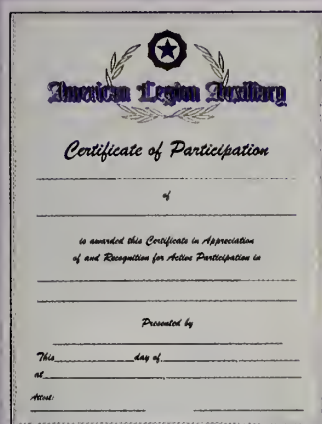 American Legion Auxiliary
Certificate of Participation
of
is awarded this Certificate in Appreciation
of and Recognition for Active Participation in
Presented by
This day of
at
Attest: